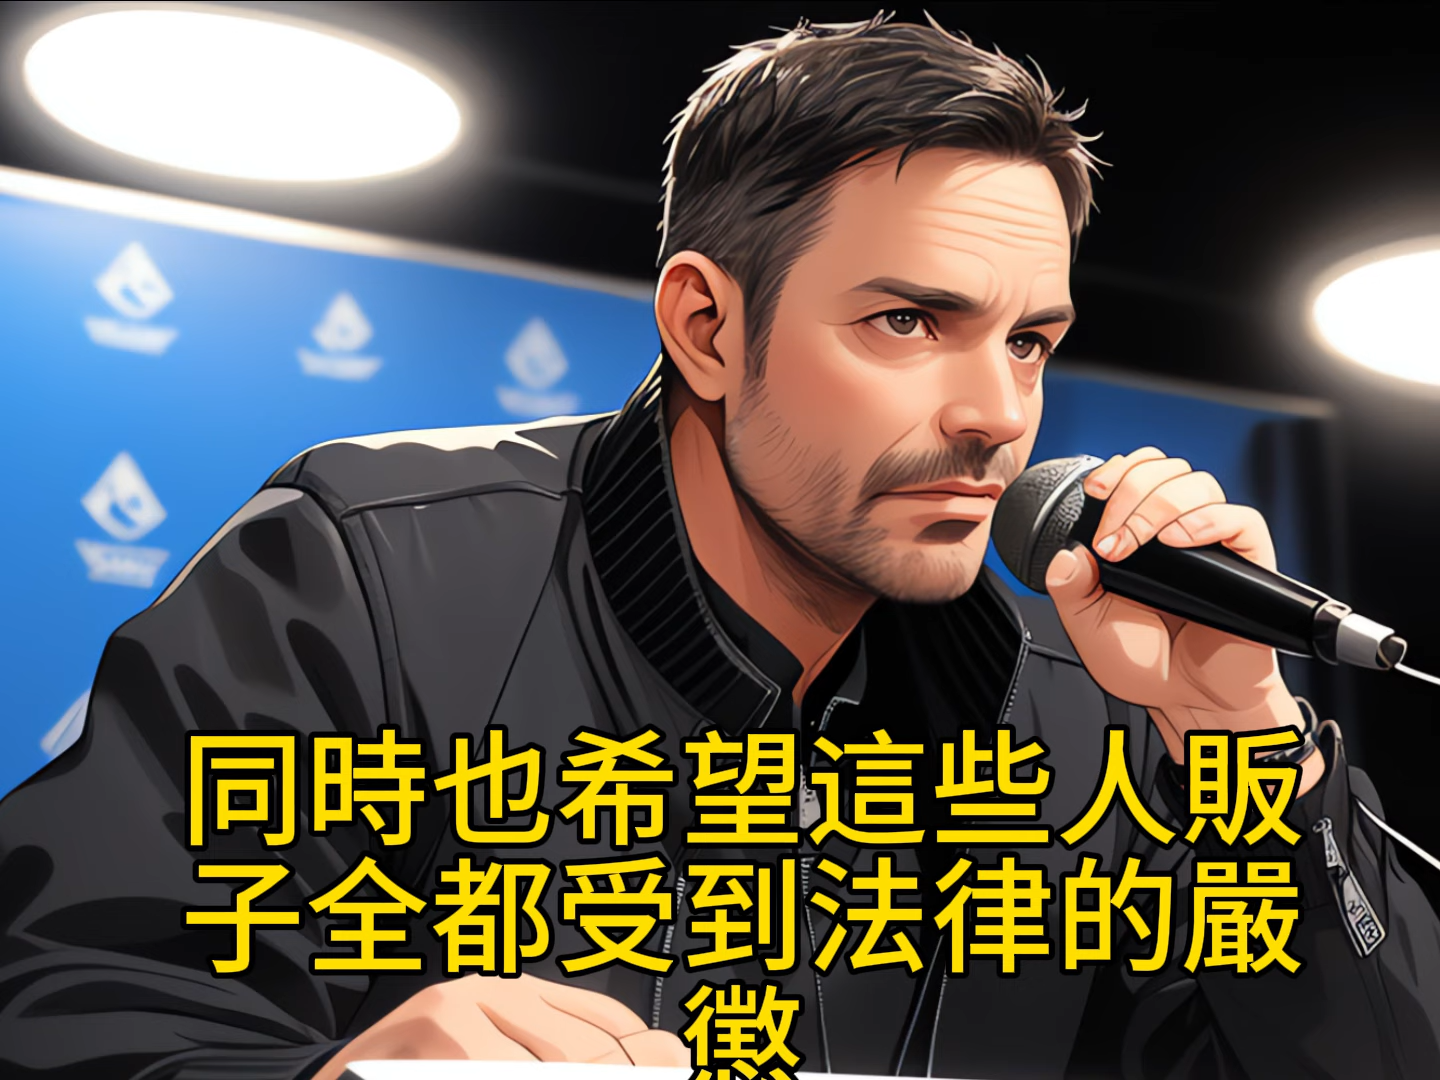 同時也希望這些人販
子全都受到法律的嚴
懲